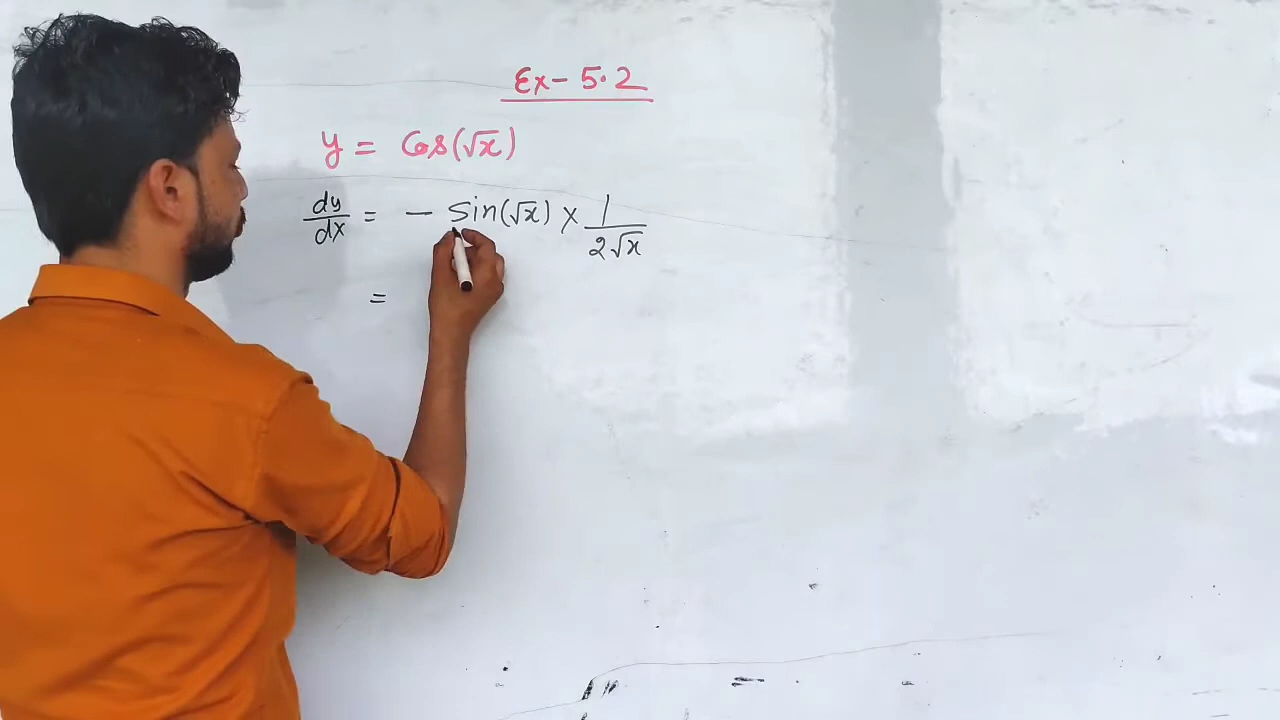 Ex - 5.2
y = Cos(√x)
dy/dx = - sin(√x) × 1/2√x
=